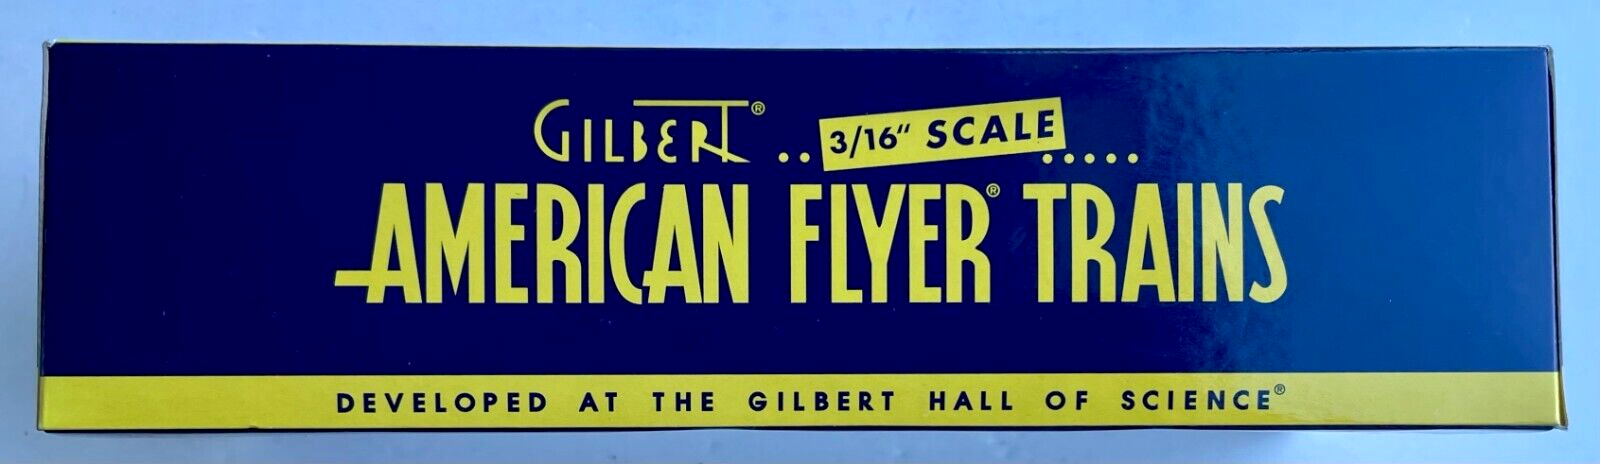 GILBERT® ..3/16" SCALE.....
AMERICAN FLYER® TRAINS
DEVELOPED AT THE GILBERT HALL OF SCIENCE®